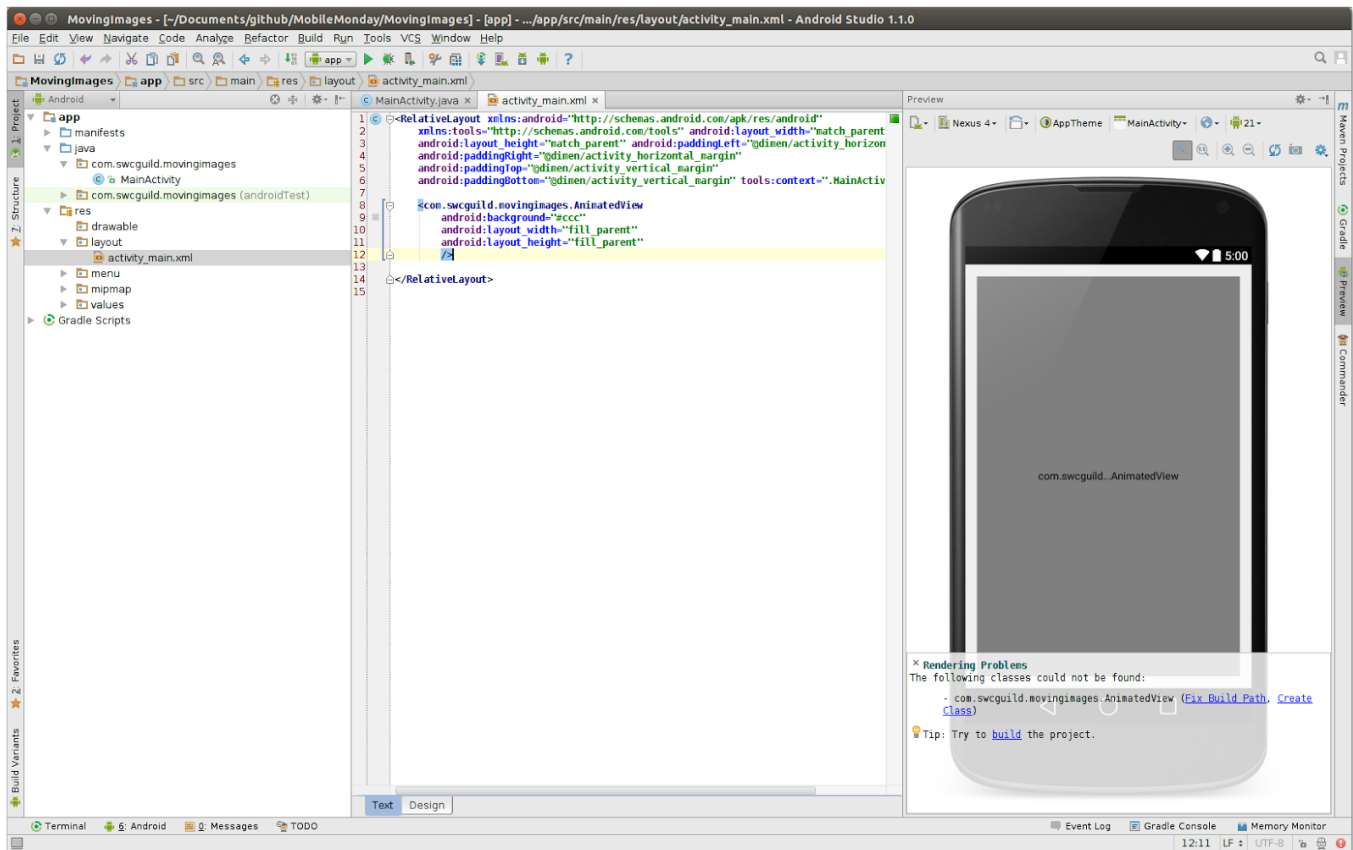 MovingImages - [~/Documents/github/MobileMonday/MovingImages] - [app] - .../app/src/main/res/layout/activity_main.xml - Android Studio 1.1.0
File Edit View Navigate Code Analyze Refactor Build Run Tools VCS Window Help
app
MovingImages app src main res layout activity_main.xml
Android
MainActivity.java × activity_main.xml ×
Preview
1: Project
7: Structure
2: Favorites
Build Variants
app
manifests
java
com.swcguild.movingimages
MainActivity
com.swcguild.movingimages (androidTest)
res
drawable
layout
activity_main.xml
menu
mipmap
values
Gradle Scripts
1 <RelativeLayout xmlns:android="http://schemas.android.com/apk/res/android"
2 xmlns:tools="http://schemas.android.com/tools" android:layout_width="match_parent
3 android:layout_height="match_parent" android:paddingLeft="@dimen/activity_horizon
4 android:paddingRight="@dimen/activity_horizontal_margin"
5 android:paddingTop="@dimen/activity_vertical_margin"
6 android:paddingBottom="@dimen/activity_vertical_margin" tools:context=".MainActiv
7
8 <com.swcguild.movingimages.AnimatedView
9 android:background="#ccc"
10 android:layout_width="fill_parent"
11 android:layout_height="fill_parent"
12 />
13
14 </RelativeLayout>
15
Text Design
Nexus 4 AppTheme MainActivity 21
5:00
com.swcguild...AnimatedView
× Rendering Problems
The following classes could not be found:
- com.swcguild.movingimages.AnimatedView (Fix Build Path, Create
Class)
Tip: Try to build the project.
m Maven Projects
Gradle
Preview
Commander
Terminal 6: Android 0: Messages TODO
Event Log Gradle Console Memory Monitor
12:11 LF UTF-8